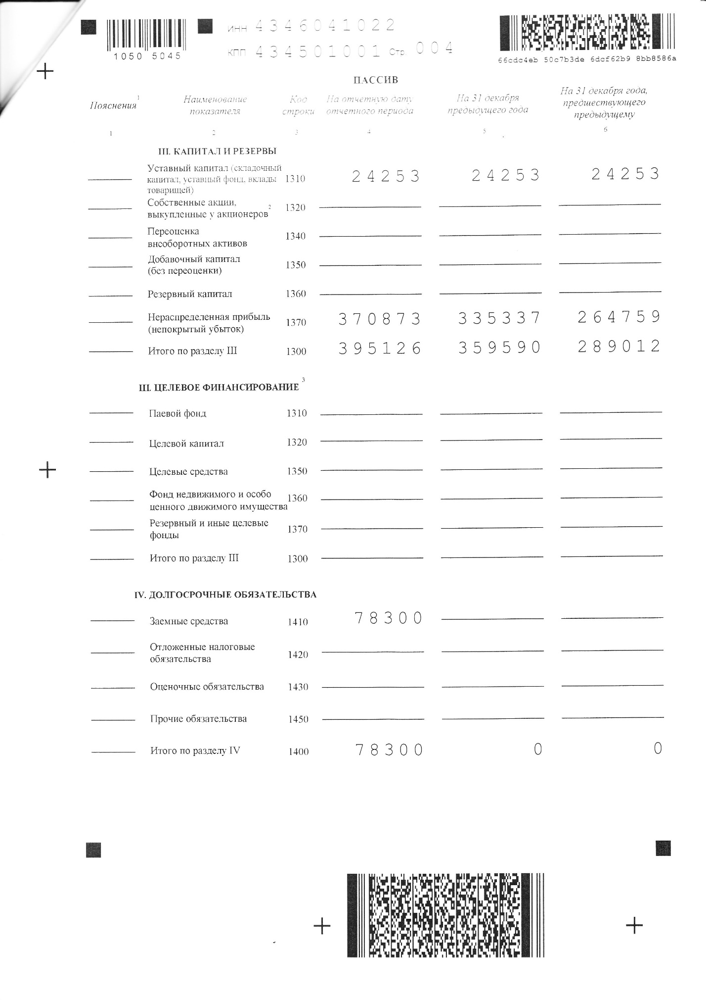 1050 5045
ИНН 4346041022
КПП 434501001 Стр. 004
66cdc4eb 50c7b3de 6dcf62b9 8bb8586a
ПАССИВ
Пояснения 1
Наименование показателя
Код строки
На отчетную дату отчетного периода
На 31 декабря предыдущего года
На 31 декабря года, предшествующего предыдущему
1 2 3 4 5 6
III. КАПИТАЛ И РЕЗЕРВЫ
Уставный капитал (складочный
капитал, уставный фонд, вклады 1310 24253 24253 24253
товарищей)
Собственные акции,
выкупленные у акционеров 2 1320
Переоценка
внеоборотных активов 1340
Добавочный капитал
(без переоценки) 1350
Резервный капитал 1360
Нераспределенная прибыль
(непокрытый убыток) 1370 370873 335337 264759
Итого по разделу III 1300 395126 359590 289012
III. ЦЕЛЕВОЕ ФИНАНСИРОВАНИЕ 3
Паевой фонд 1310
Целевой капитал 1320
Целевые средства 1350
Фонд недвижимого и особо
ценного движимого имущества 1360
Резервный и иные целевые
фонды 1370
Итого по разделу III 1300
IV. ДОЛГОСРОЧНЫЕ ОБЯЗАТЕЛЬСТВА
Заемные средства 1410 78300
Отложенные налоговые
обязательства 1420
Оценочные обязательства 1430
Прочие обязательства 1450
Итого по разделу IV 1400 78300 0 0